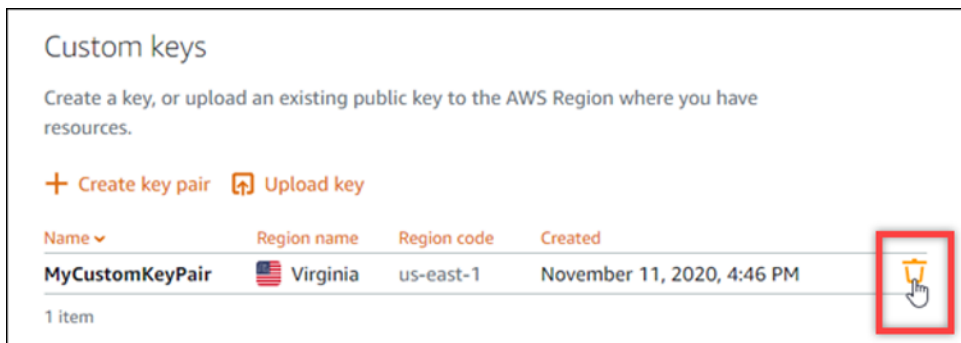 Custom keys
Create a key, or upload an existing public key to the AWS Region where you have
resources.
Create key pair Upload key
Name Region name Region code Created
MyCustomKeyPair Virginia us-east-1 November 11, 2020, 4:46 PM
1 item